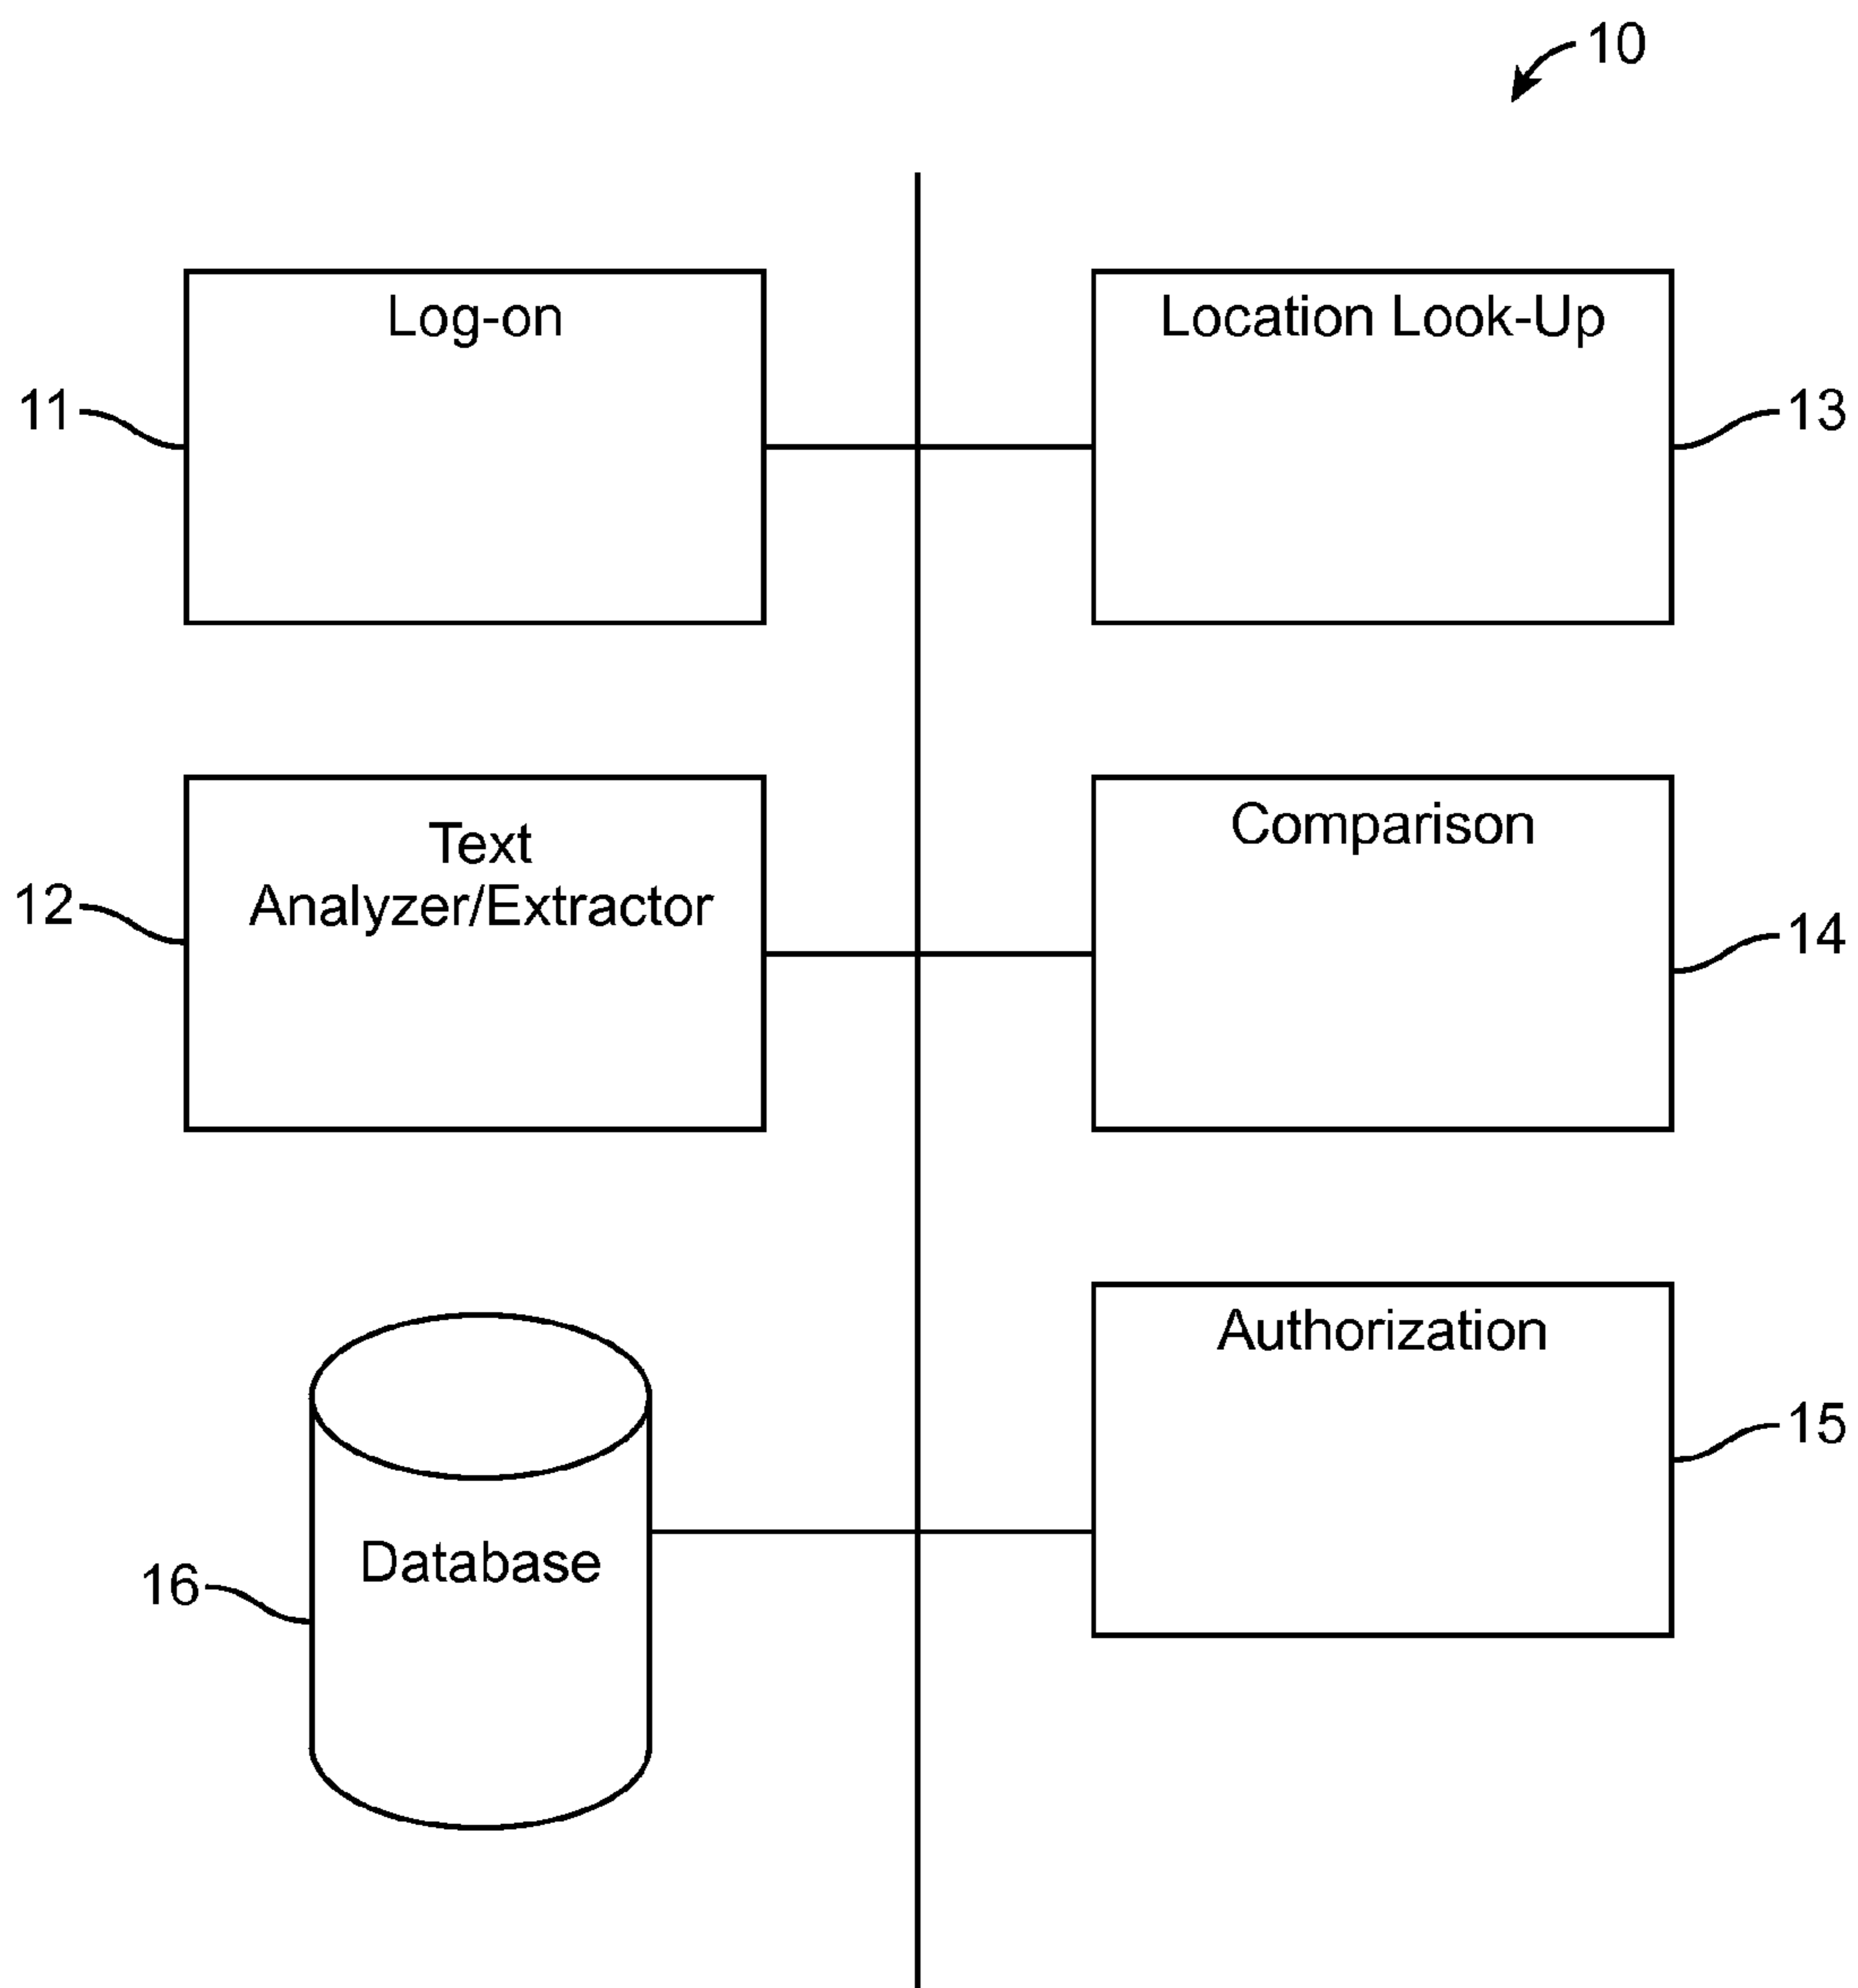 10
Log-on
Location Look-Up
11
13
Text
Analyzer/Extractor
Comparison
12
14
Authorization
15
Database
16